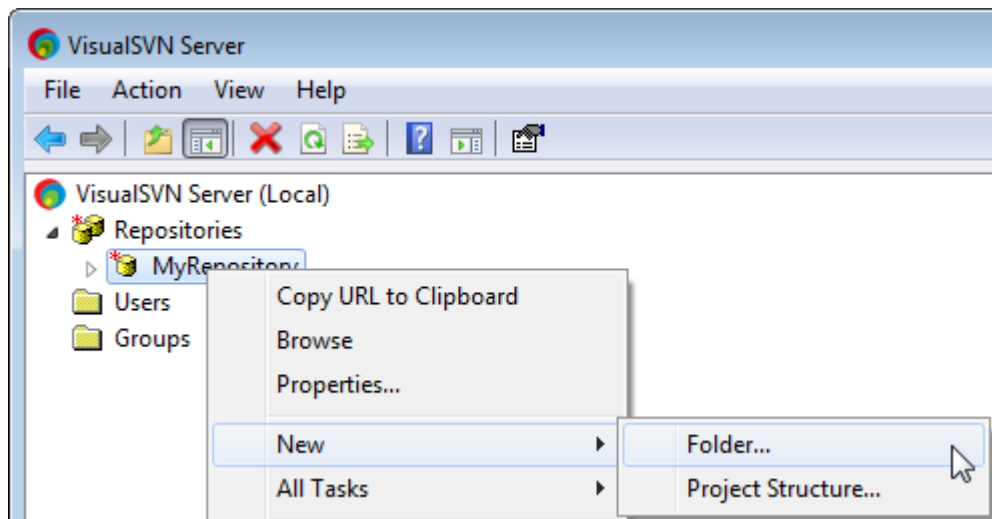 VisualSVN Server
File Action View Help
VisualSVN Server (Local)
Repositories
MyRepository
Users
Groups
Copy URL to Clipboard
Browse
Properties...
New
Folder...
All Tasks
Project Structure...